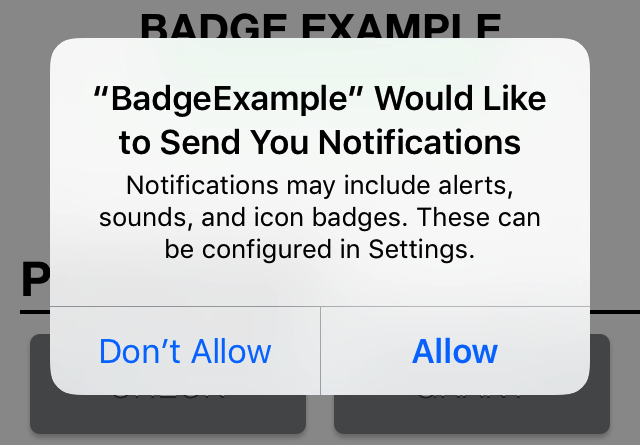 BADGE EXAMPLE
“BadgeExample” Would Like
to Send You Notifications
Notifications may include alerts,
sounds, and icon badges. These can
be configured in Settings.
Don’t Allow
Allow